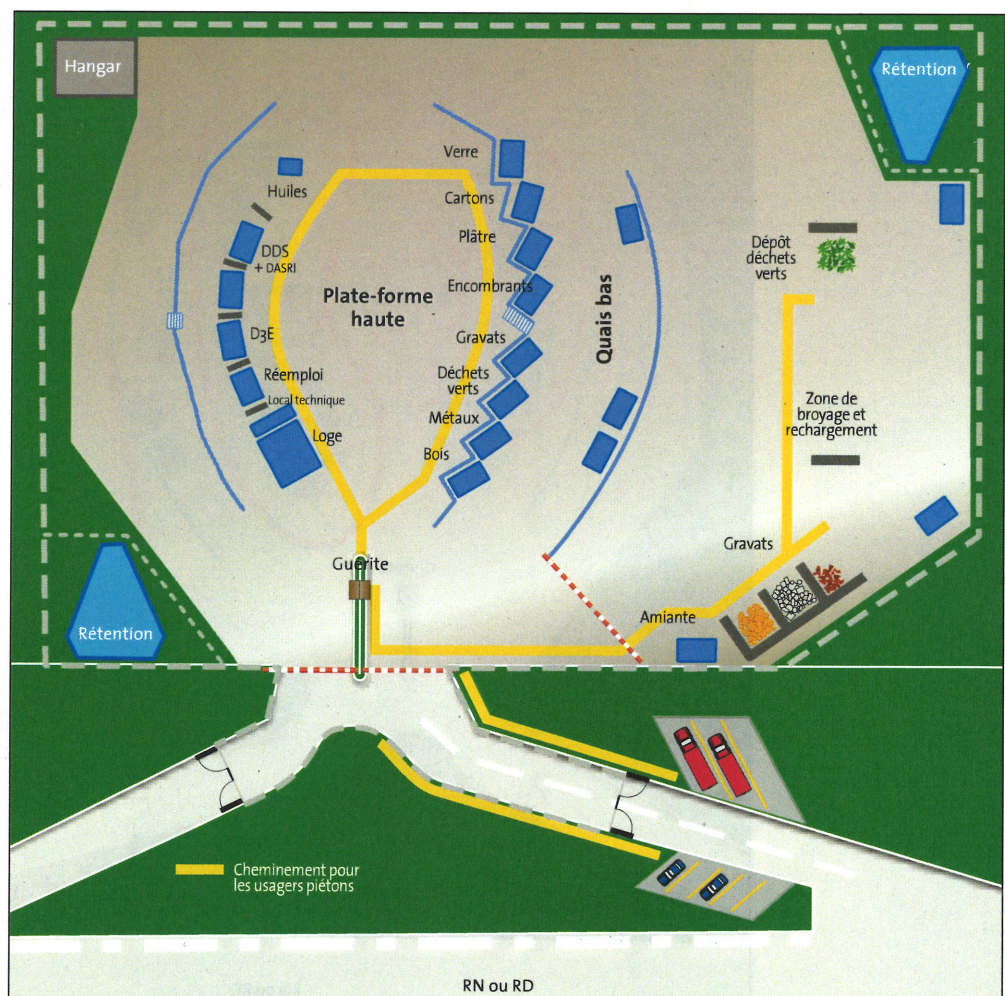 Hangar
Rétention
Verre
Huiles
Cartons
DDS
+ DASRI
Plâtre
Dépôt
déchets
verts
Plate-forme
haute
Encombrants
Quais bas
D3E
Gravats
Réemploi
Déchets
verts
Local technique
Métaux
Zone de
broyage et
rechargement
Loge
Bois
Gravats
Guérite
Amiante
Rétention
Cheminement pour
les usagers piétons
RN ou RD